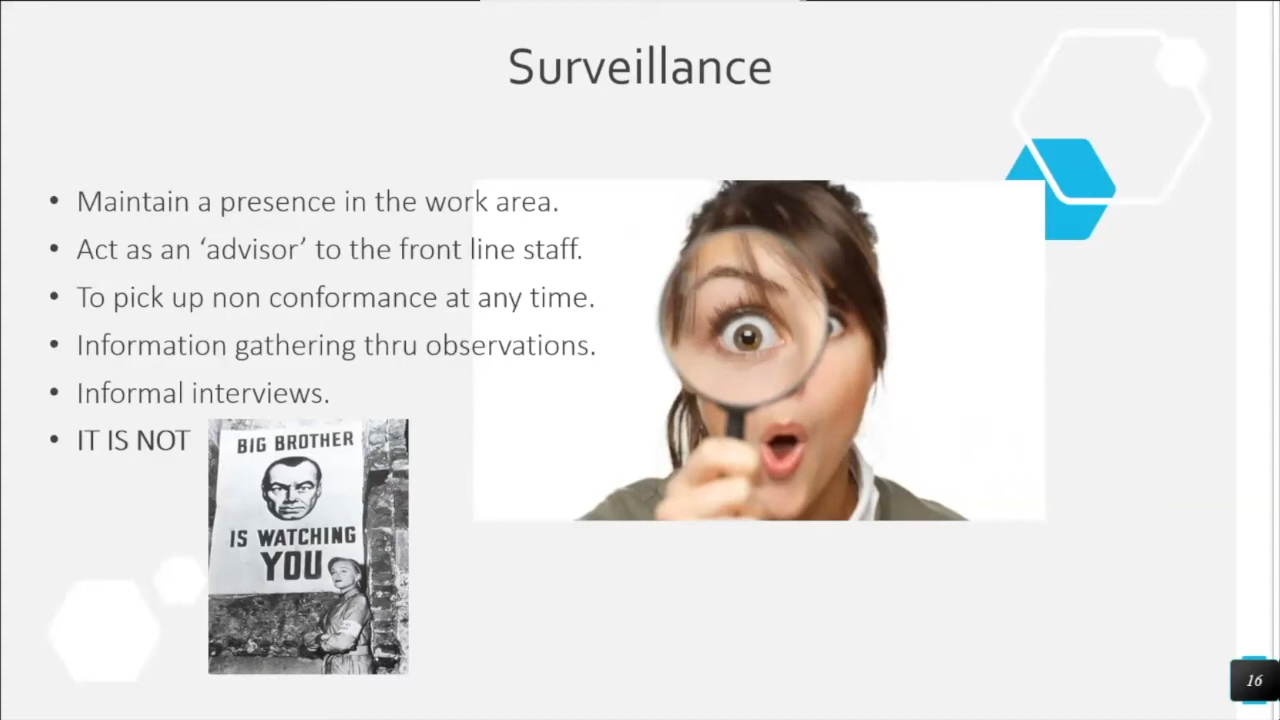 Surveillance
• Maintain a presence in the work area.
• Act as an ‘advisor’ to the front line staff.
• To pick up non conformance at any time.
• Information gathering thru observations.
• Informal interviews.
• IT IS NOT
BIG BROTHER
IS WATCHING
YOU
16